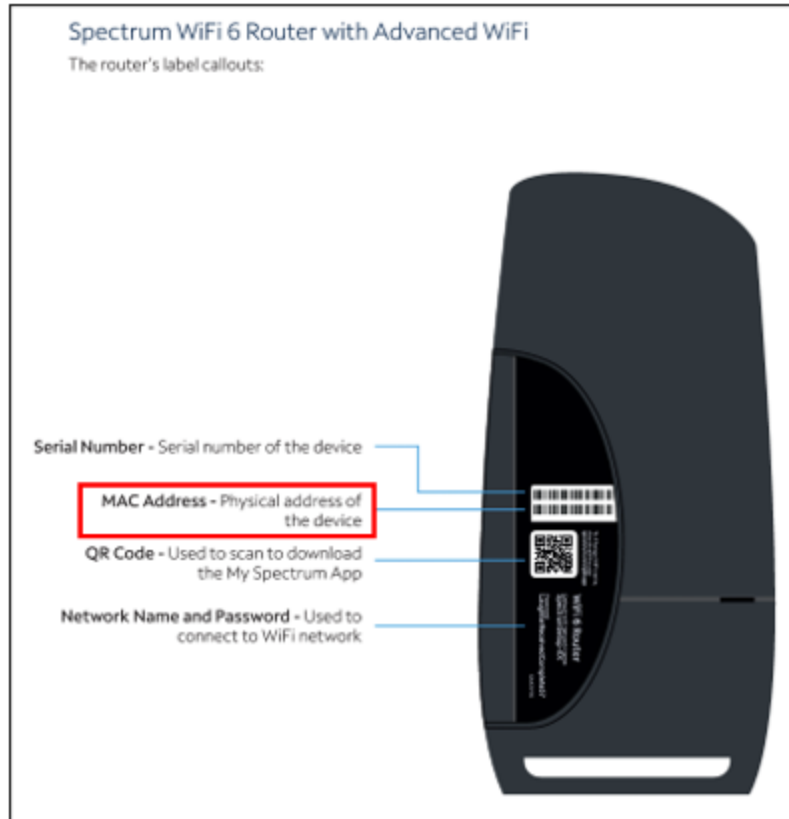 Spectrum WiFi 6 Router with Advanced WiFi
The router's label callouts:
Serial Number - Serial number of the device
MAC Address - Physical address of
the device
QR Code - Used to scan to download
the My Spectrum App
Network Name and Password - Used to
connect to WiFi network
WiFi 6 Router